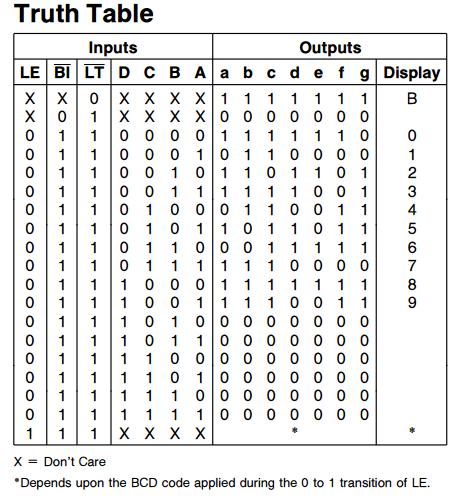 Truth Table
Inputs Outputs
LE B̅I̅ L̅T̅ D C B A a b c d e f g Display
X X 0 X X X X 1 1 1 1 1 1 1 B
X 0 1 X X X X 0 0 0 0 0 0 0
0 1 1 0 0 0 0 1 1 1 1 1 1 0 0
0 1 1 0 0 0 1 0 1 1 0 0 0 0 1
0 1 1 0 0 1 0 1 1 0 1 1 0 1 2
0 1 1 0 0 1 1 1 1 1 1 0 0 1 3
0 1 1 0 1 0 0 0 1 1 0 0 1 1 4
0 1 1 0 1 0 1 1 0 1 1 0 1 1 5
0 1 1 0 1 1 0 0 0 1 1 1 1 1 6
0 1 1 0 1 1 1 1 1 1 0 0 0 0 7
0 1 1 1 0 0 0 1 1 1 1 1 1 1 8
0 1 1 1 0 0 1 1 1 1 0 0 1 1 9
0 1 1 1 0 1 0 0 0 0 0 0 0 0
0 1 1 1 0 1 1 0 0 0 0 0 0 0
0 1 1 1 1 0 0 0 0 0 0 0 0 0
0 1 1 1 1 0 1 0 0 0 0 0 0 0
0 1 1 1 1 1 0 0 0 0 0 0 0 0
0 1 1 1 1 1 1 0 0 0 0 0 0 0
1 1 1 X X X X * *
X = Don't Care
*Depends upon the BCD code applied during the 0 to 1 transition of LE.